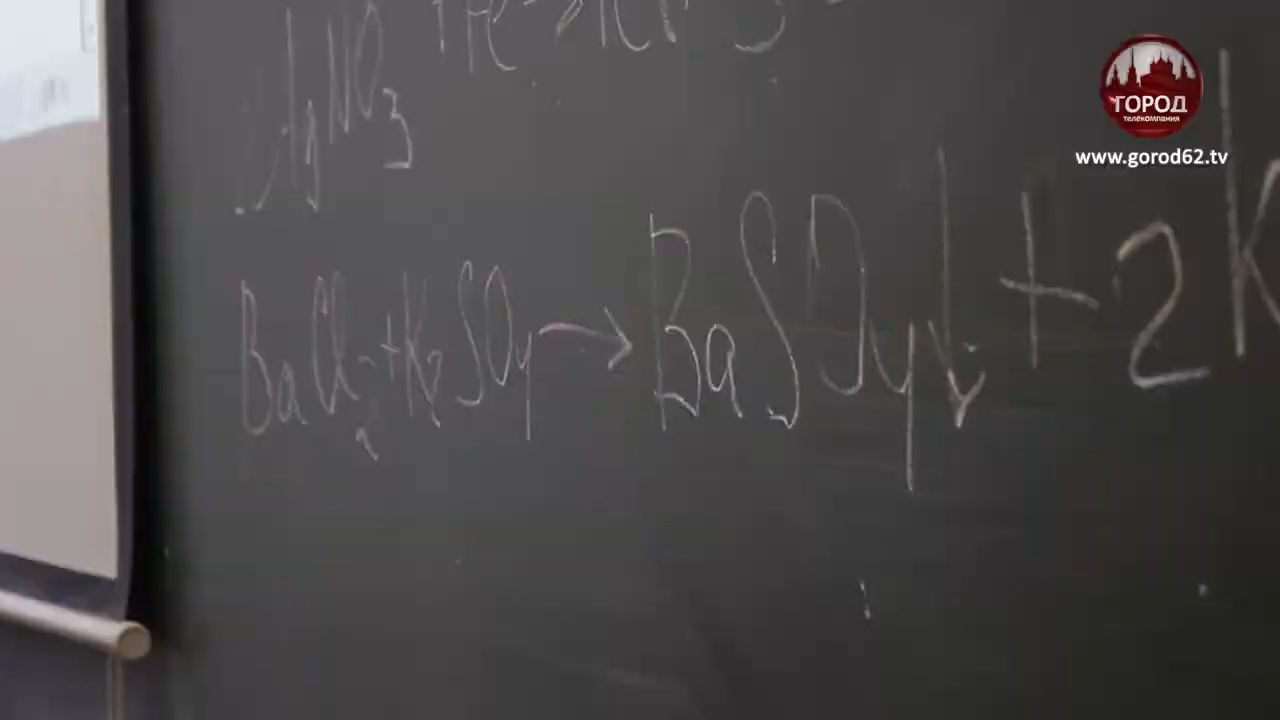 AgNO3
BaCl2 + K2SO4 → BaSO4↓ + 2K
ГОРОД
телекомпания
www.gorod62.tv